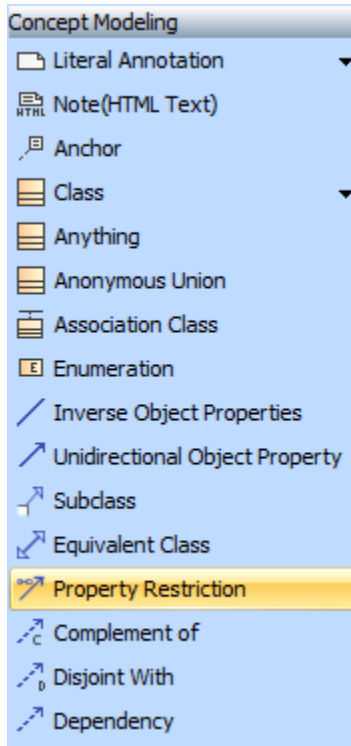 Concept Modeling
Literal Annotation
HTML Note(HTML Text)
Anchor
Class
Anything
Anonymous Union
Association Class
E Enumeration
Inverse Object Properties
Unidirectional Object Property
Subclass
Equivalent Class
Property Restriction
C Complement of
D Disjoint With
Dependency